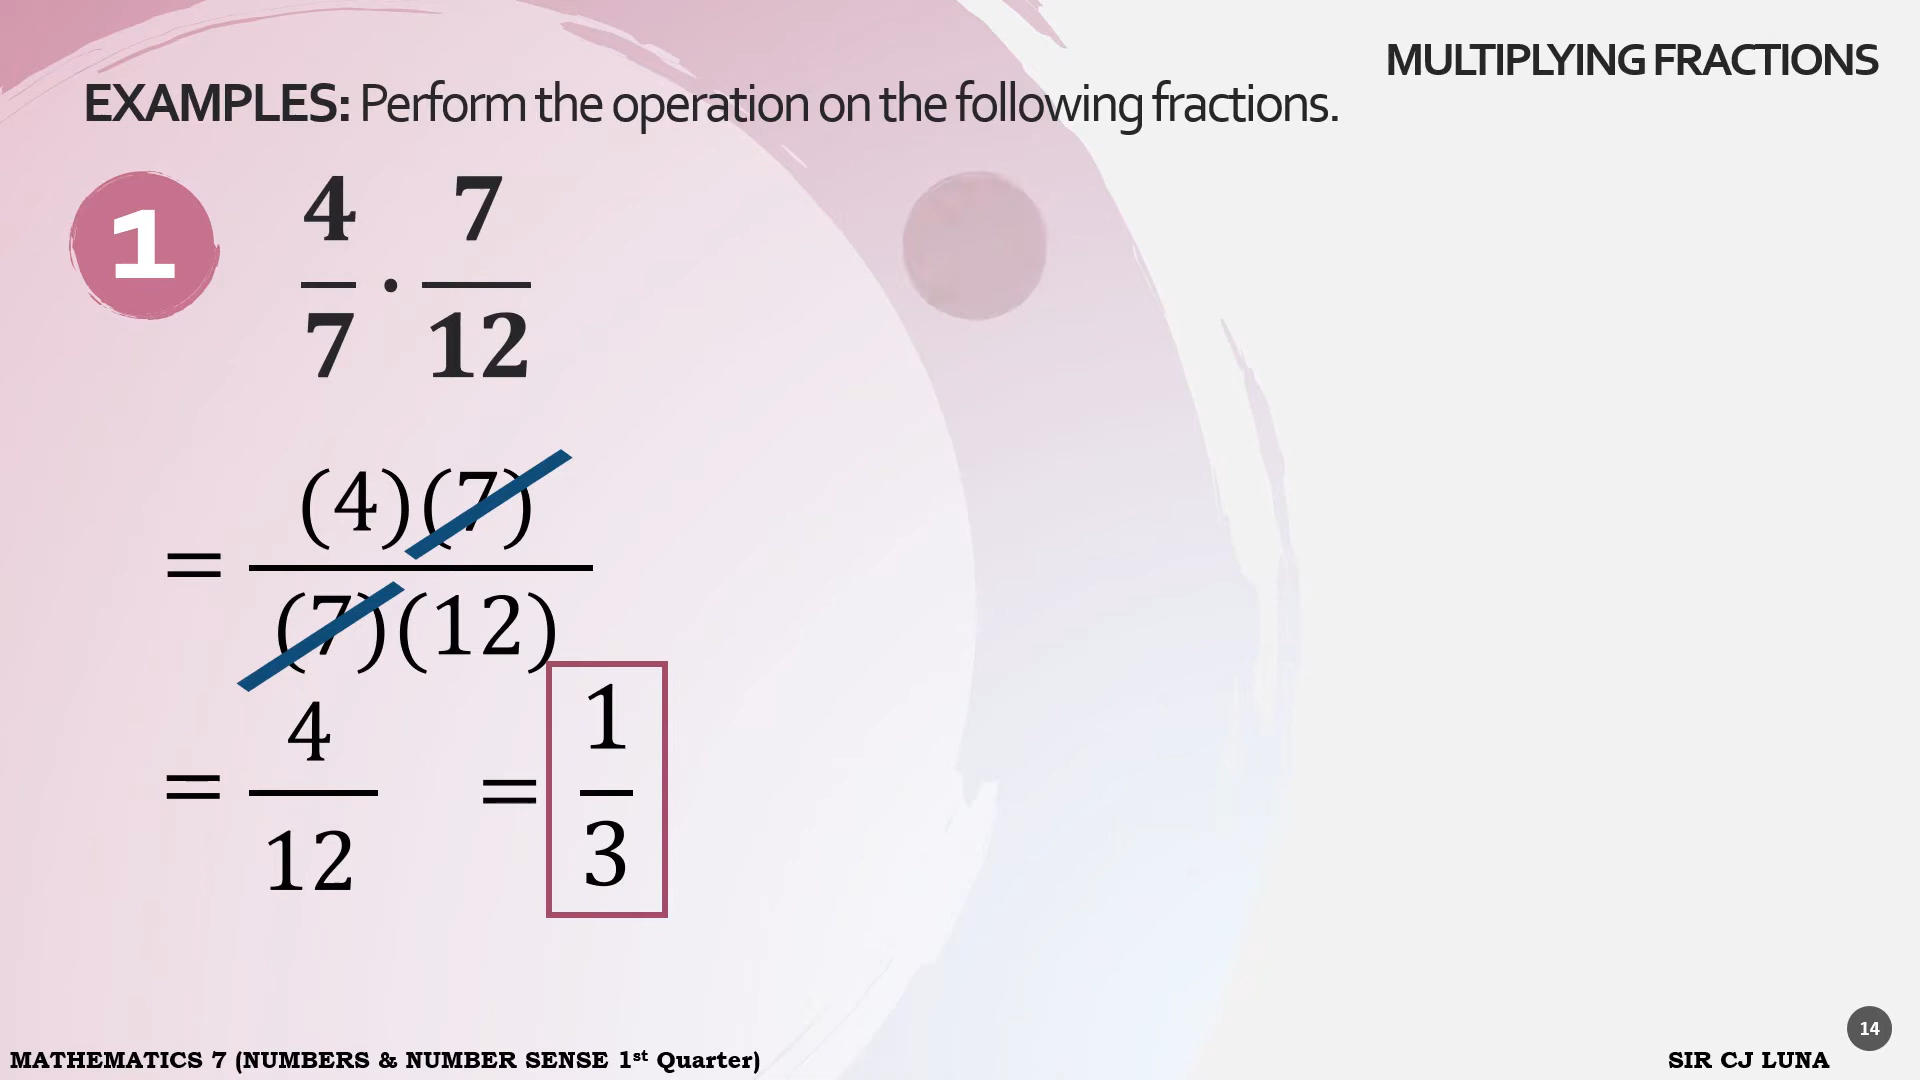 MULTIPLYING FRACTIONS
EXAMPLES: Perform the operation on the following fractions.
1
4/7 · 7/12
= (4)(7)/(7)(12)
= 4/12 = 1/3
14
MATHEMATICS 7 (NUMBERS & NUMBER SENSE 1st Quarter)
SIR CJ LUNA